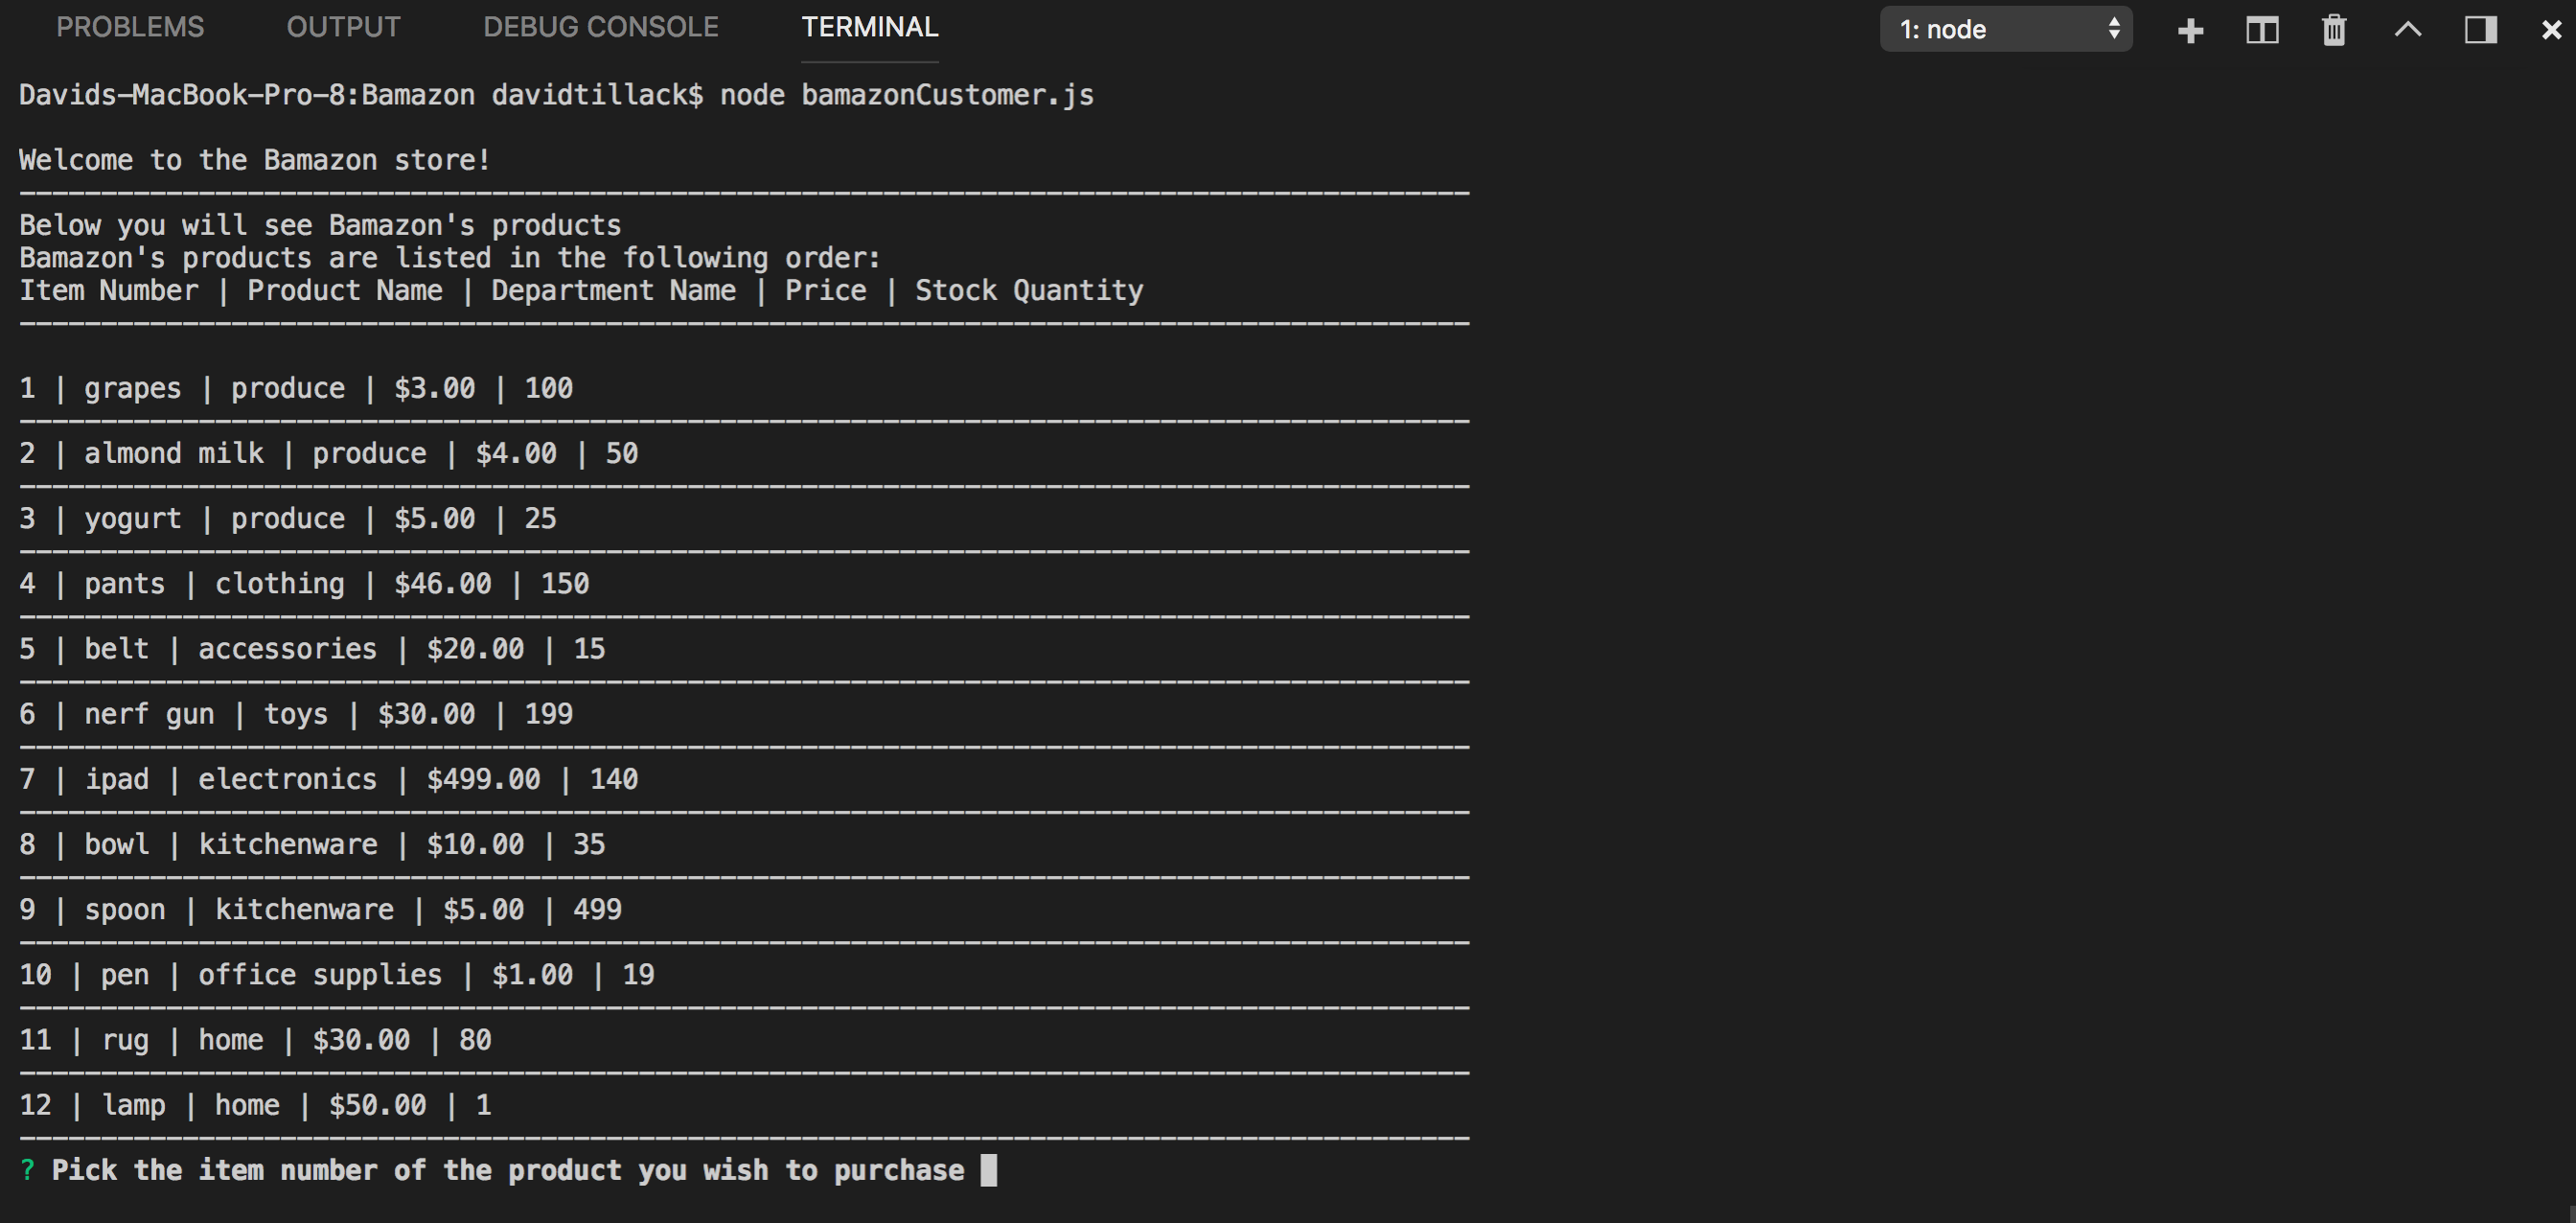 PROBLEMS OUTPUT DEBUG CONSOLE TERMINAL 1: node
Davids-MacBook-Pro-8:Bamazon davidtillack$ node bamazonCustomer.js
Welcome to the Bamazon store!
-----------------------------------------------------------------------------------------
Below you will see Bamazon's products
Bamazon's products are listed in the following order:
Item Number | Product Name | Department Name | Price | Stock Quantity
-----------------------------------------------------------------------------------------
1 | grapes | produce | $3.00 | 100
-----------------------------------------------------------------------------------------
2 | almond milk | produce | $4.00 | 50
-----------------------------------------------------------------------------------------
3 | yogurt | produce | $5.00 | 25
-----------------------------------------------------------------------------------------
4 | pants | clothing | $46.00 | 150
-----------------------------------------------------------------------------------------
5 | belt | accessories | $20.00 | 15
-----------------------------------------------------------------------------------------
6 | nerf gun | toys | $30.00 | 199
-----------------------------------------------------------------------------------------
7 | ipad | electronics | $499.00 | 140
-----------------------------------------------------------------------------------------
8 | bowl | kitchenware | $10.00 | 35
-----------------------------------------------------------------------------------------
9 | spoon | kitchenware | $5.00 | 499
-----------------------------------------------------------------------------------------
10 | pen | office supplies | $1.00 | 19
-----------------------------------------------------------------------------------------
11 | rug | home | $30.00 | 80
-----------------------------------------------------------------------------------------
12 | lamp | home | $50.00 | 1
-----------------------------------------------------------------------------------------
? Pick the item number of the product you wish to purchase